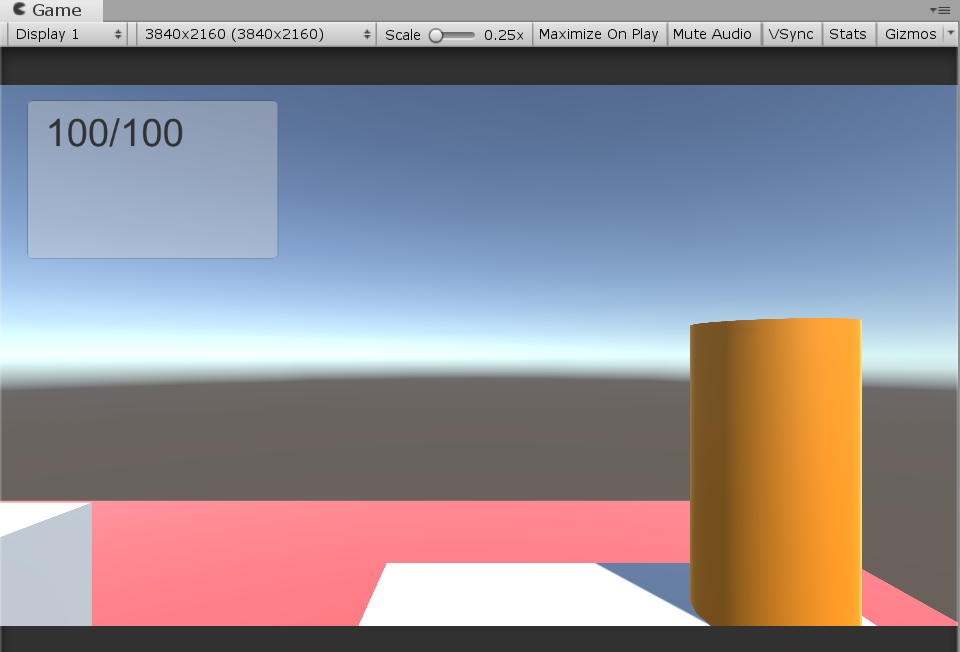 Game
Display 1 3840x2160 (3840x2160) Scale 0.25x Maximize On Play Mute Audio VSync Stats Gizmos
100/100